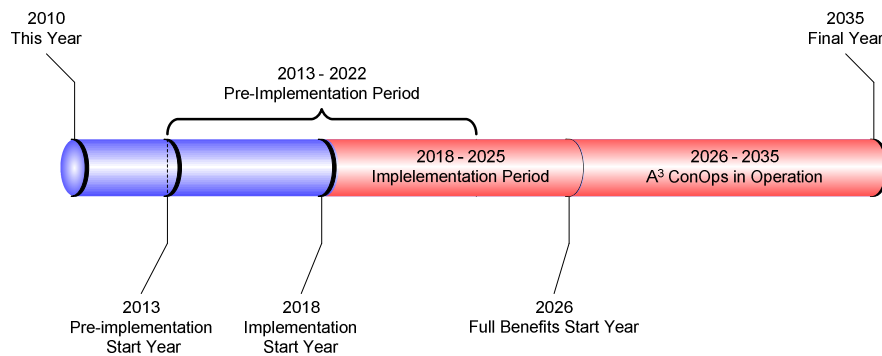 2010
This Year
2035
Final Year
2013 - 2022
Pre-Implementation Period
2018 - 2025
Implelementation Period
2026 - 2035
A³ ConOps in Operation
2013
Pre-implementation
Start Year
2018
Implementation
Start Year
2026
Full Benefits Start Year